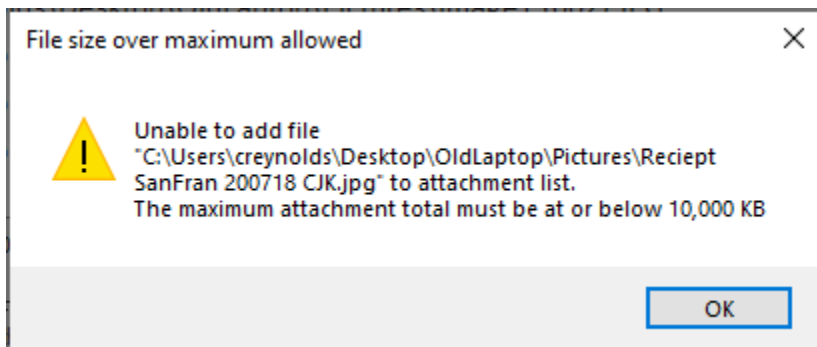 File size over maximum allowed
Unable to add file
"C:\Users\creynolds\Desktop\OldLaptop\Pictures\Reciept
SanFran 200718 CJK.jpg" to attachment list.
The maximum attachment total must be at or below 10,000 KB
OK